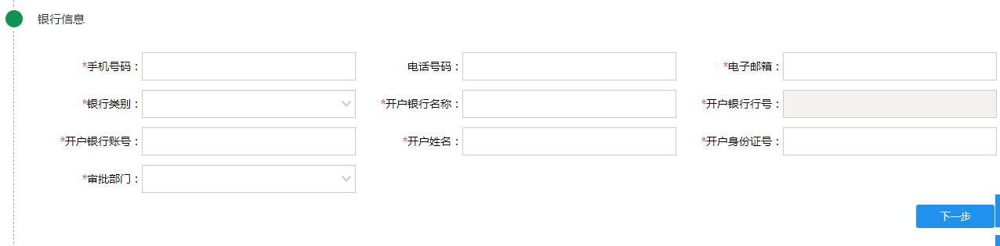 银行信息
*手机号码： 电话号码： *电子邮箱：
*银行类别： *开户银行名称： *开户银行行号：
*开户银行账号： *开户姓名： *开户身份证号：
*审批部门：
下一步